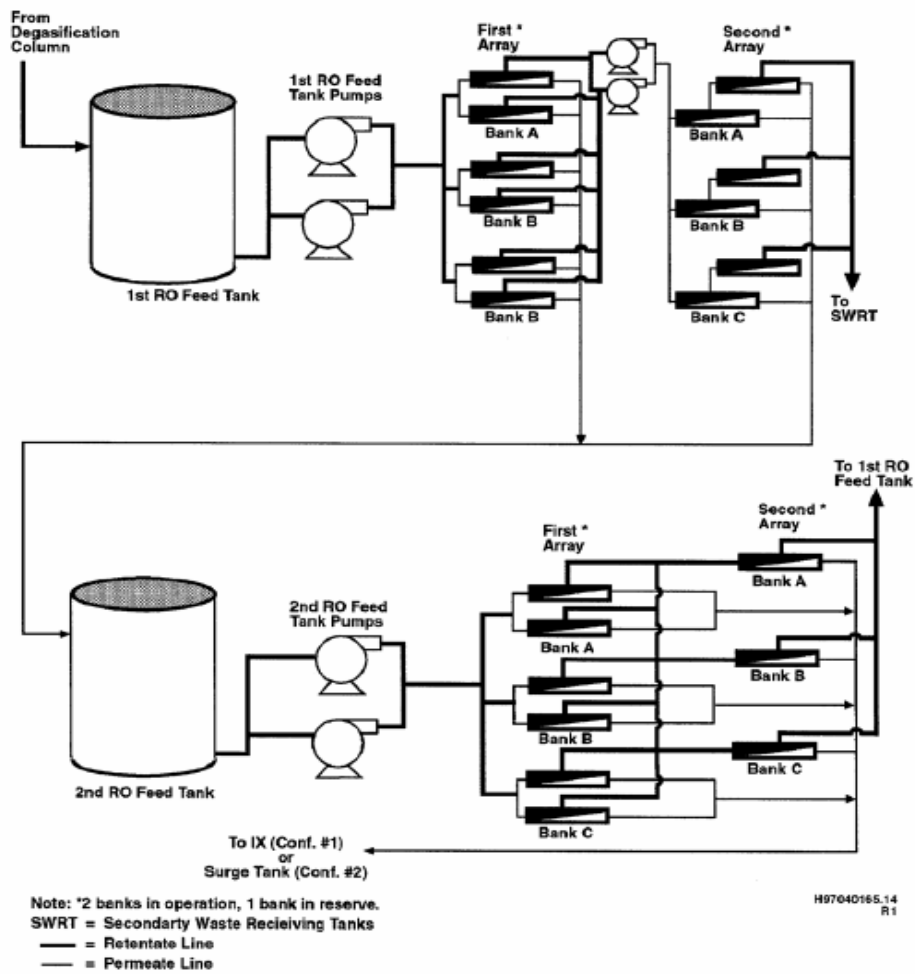 From
Degasification
Column
First *
Array
Second *
Array
1st RO Feed
Tank Pumps
Bank A
Bank A
Bank B
Bank B
1st RO Feed Tank
Bank B
Bank C
To
SWRT
To 1st RO
Feed Tank
Second *
Array
First *
Array
2nd RO Feed
Tank Pumps
Bank A
Bank A
Bank B
Bank B
Bank C
2nd RO Feed Tank
Bank C
To IX (Conf. #1)
or
Surge Tank (Conf. #2)
Note: *2 banks in operation, 1 bank in reserve.
SWRT = Secondarty Waste Recieiving Tanks
= Retentate Line
= Permeate Line
H97040165.14
R1